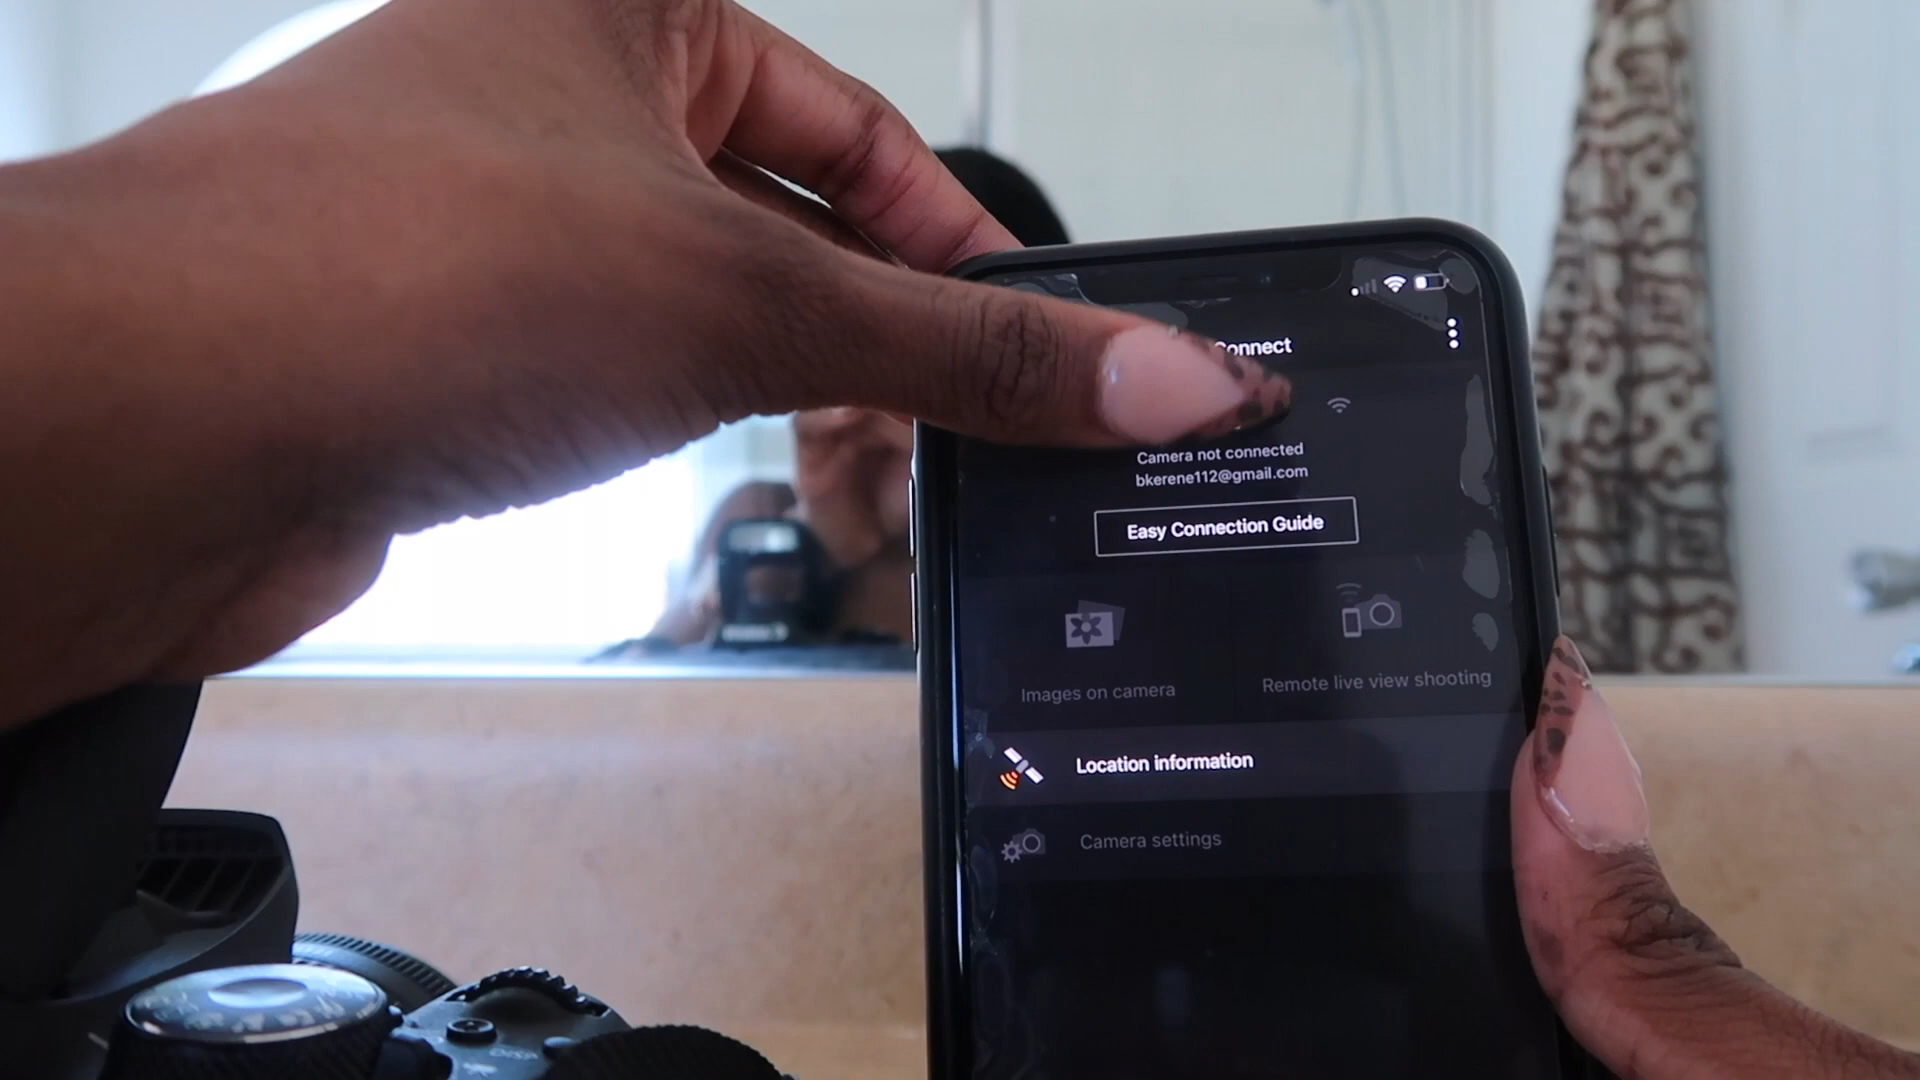 Connect
Camera not connected
bkerene112@gmail.com
Easy Connection Guide
Images on camera
Remote live view shooting
Location information
Camera settings
DISP